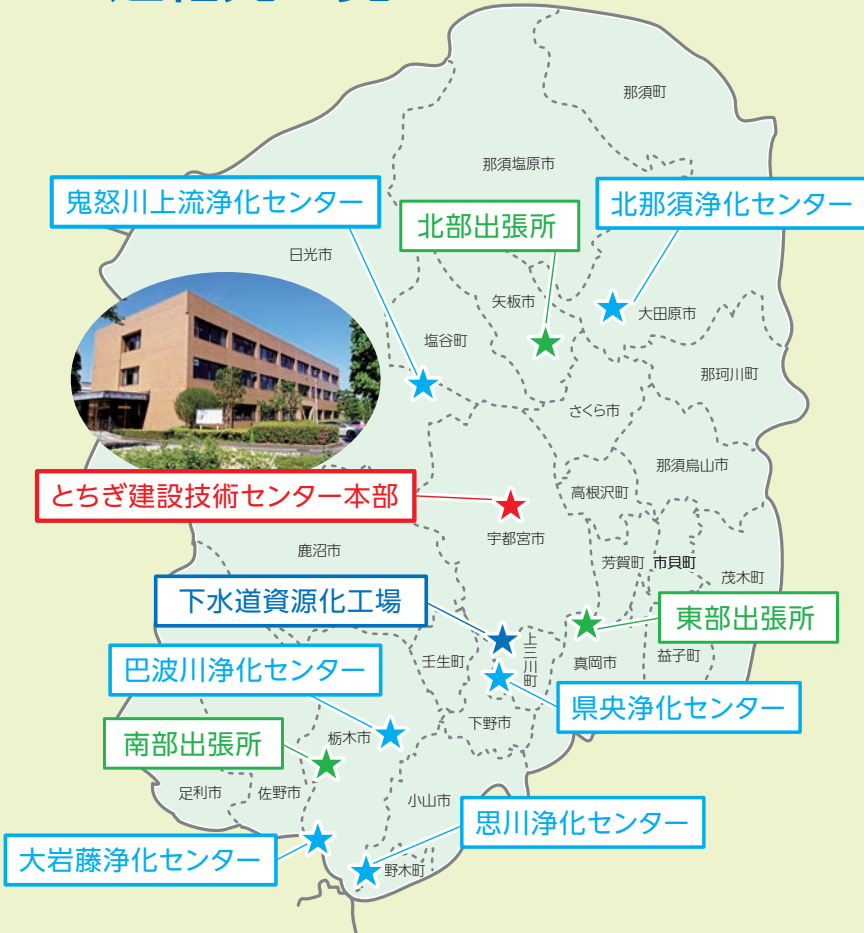 那須町
那須塩原市
鬼怒川上流浄化センター
北部出張所
北那須浄化センター
日光市
矢板市
大田原市
塩谷町
那珂川町
さくら市
那須烏山市
高根沢町
とちぎ建設技術センター本部
宇都宮市
鹿沼市
芳賀町
市貝町
茂木町
下水道資源化工場
東部出張所
上三川町
壬生町
真岡市
益子町
巴波川浄化センター
県央浄化センター
下野市
南部出張所
栃木市
足利市
佐野市
小山市
思川浄化センター
大岩藤浄化センター
野木町